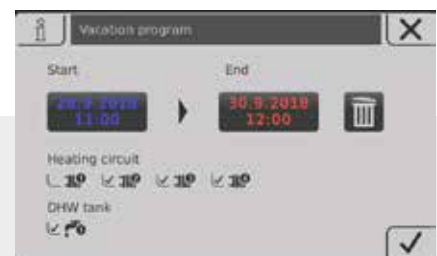 Vacation program
Start End
28.9.2018 30.9.2018
11:00 12:00
Heating circuit
DHW tank